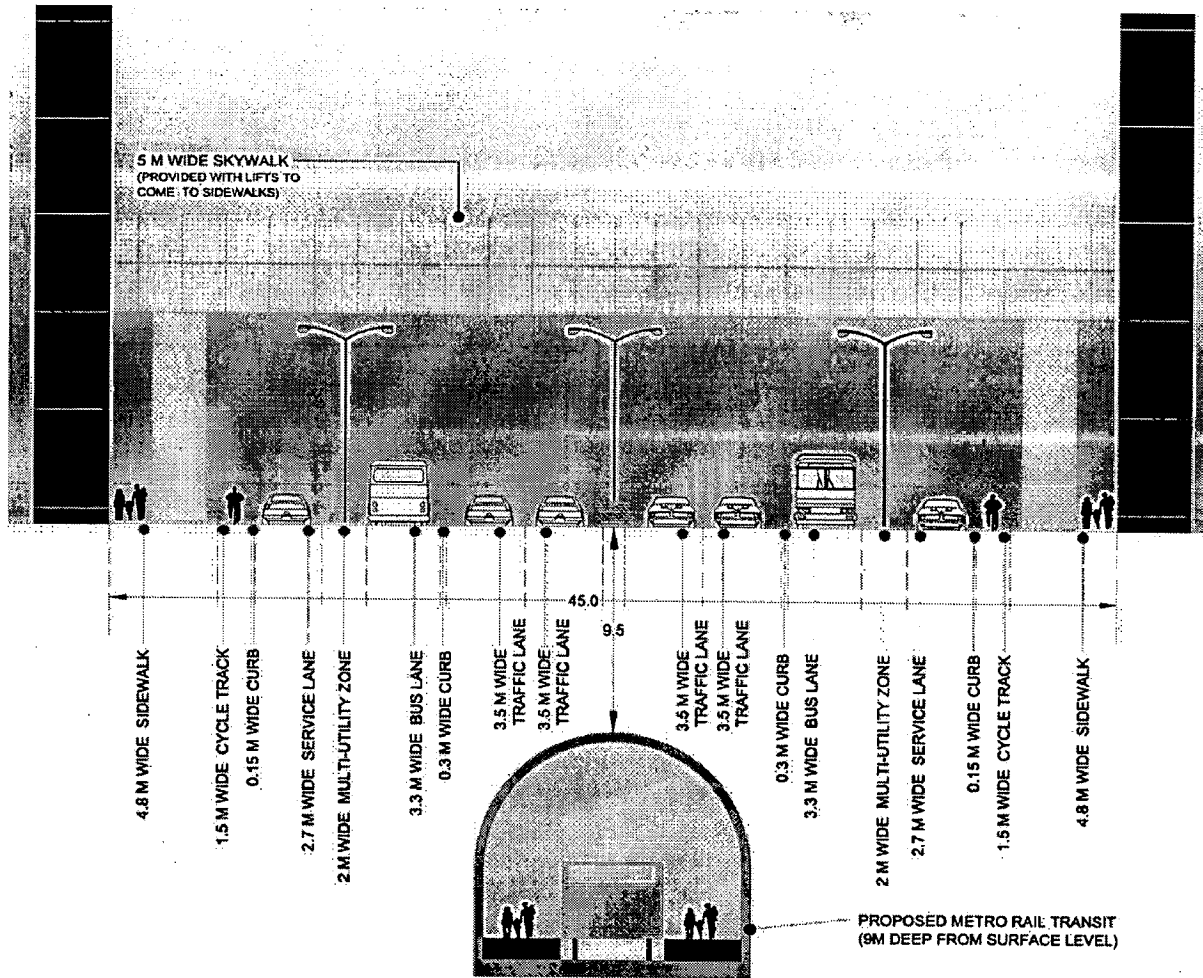 5 M WIDE SKYWALK
(PROVIDED WITH LIFTS TO
COME TO SIDEWALKS)
45.0
9.5
4.8 M WIDE SIDEWALK
1.5 M WIDE CYCLE TRACK
0.15 M WIDE CURB
2.7 M WIDE SERVICE LANE
2 M WIDE MULTI-UTILITY ZONE
3.3 M WIDE BUS LANE
0.3 M WIDE CURB
3.5 M WIDE
TRAFFIC LANE
3.5 M WIDE
TRAFFIC LANE
3.5 M WIDE
TRAFFIC LANE
3.5 M WIDE
TRAFFIC LANE
0.3 M WIDE CURB
3.3 M WIDE BUS LANE
2 M WIDE MULTI-UTILITY ZONE
2.7 M WIDE SERVICE LANE
0.15 M WIDE CURB
1.5 M WIDE CYCLE TRACK
4.8 M WIDE SIDEWALK
PROPOSED METRO RAIL TRANSIT
(9M DEEP FROM SURFACE LEVEL)